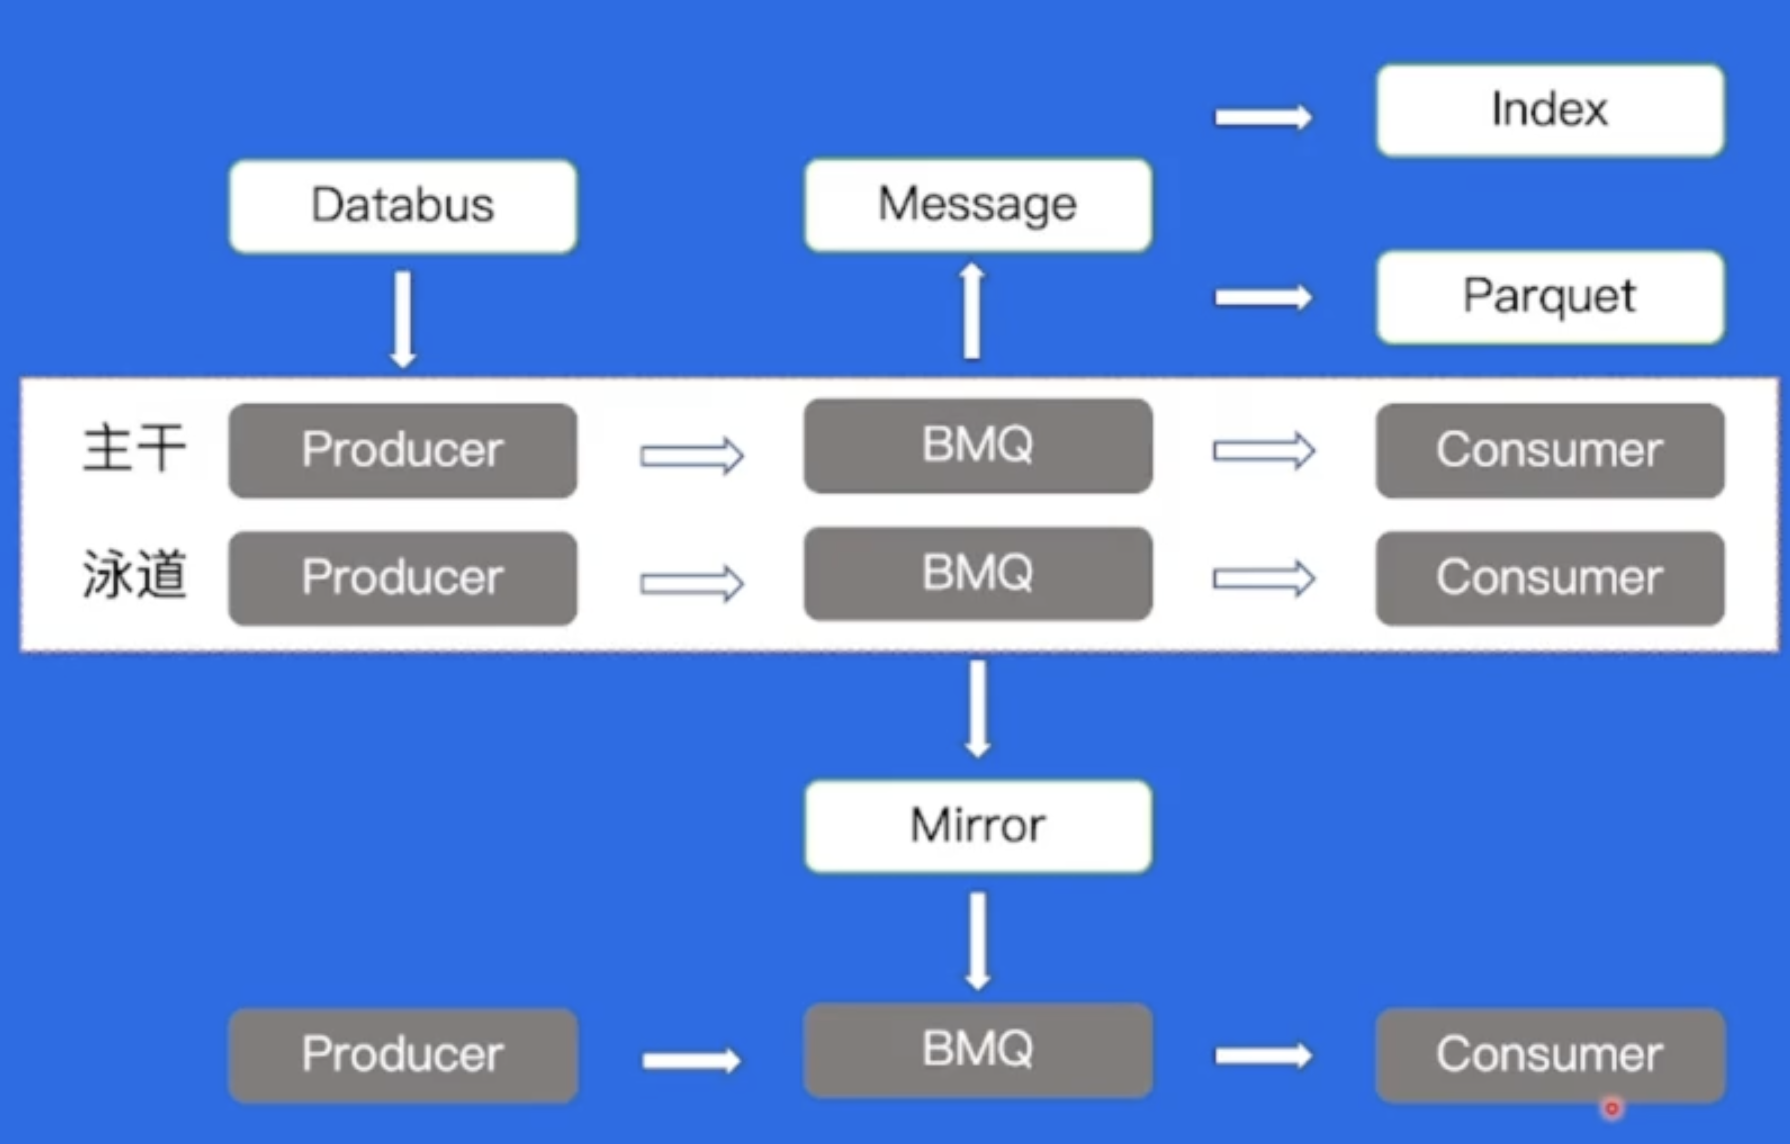 Index
Databus
Message
Parquet
主干 Producer BMQ Consumer
泳道 Producer BMQ Consumer
Mirror
Producer BMQ Consumer